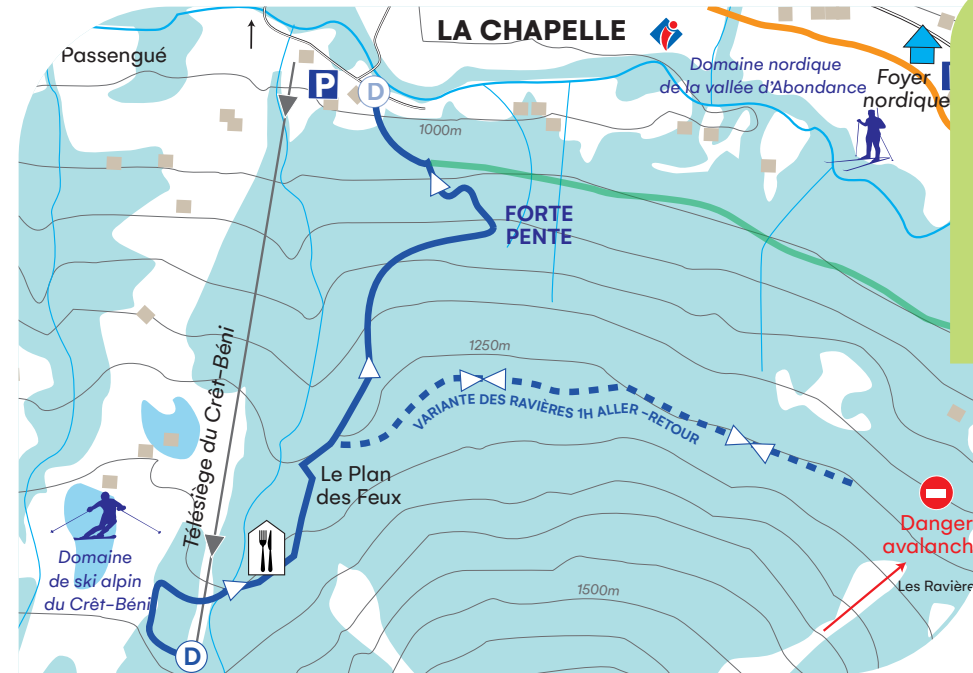 LA CHAPELLE
Passengué
P
D
Domaine nordique
de la vallée d'Abondance
Foyer
nordique
1000m
FORTE
PENTE
Télésiège du Crêt-Béni
1250m
VARIANTE DES RAVIÈRES 1H ALLER -RETOUR
Le Plan
des Feux
Domaine
de ski alpin
du Crêt-Béni
Danger
avalanch
Les Ravière
1500m
D